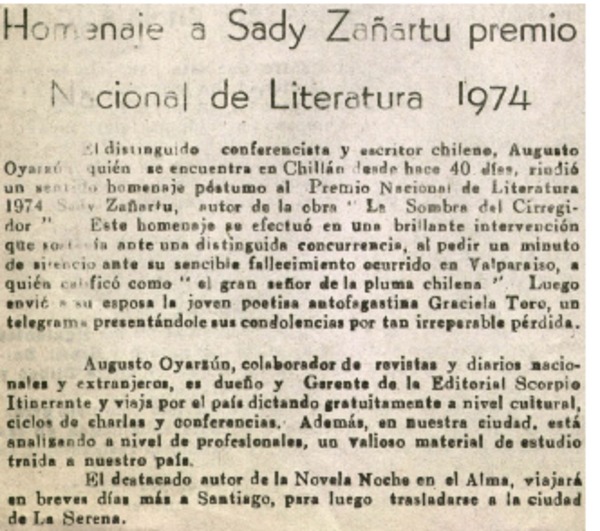 Homenaje a Sady Zañartu premio
Nacional de Literatura 1974
El distinguido conferencista y escritor chileno, Augusto
Oyarzún quién se encuentra en Chillán desde hace 40 días, rindió
un sentido homenaje póstumo al Premio Nacional de Literatura
1974 Sady Zañartu, autor de la obra " La Sombra del Cirregi-
dor " Este homenaje se efectuó en una brillante intervención
que sostenía ante una distinguida concurrencia, al pedir un minuto
de silencio ante su sencible fallecimiento ocurrido en Valparaíso, a
quién calificó como " el gran señor de la pluma chilena " Luego
envié a su esposa la joven poetisa antofagastina Graciela Toro, un
telegrama presentándole sus condolencias por tan irreparable pérdida.
Augusto Oyarzún, colaborador de revistas y diarios nacio-
nales y extranjeros, es dueño y Gerente de la Editorial Scorpio
Itinerante y viaja por el país dictando gratuitamente a nivel cultural,
ciclos de charlas y conferencias. Además, en nuestra ciudad, está
analizando a nivel de profesionales, un valioso material de estudio
traída a nuestro país.
El destacado autor de la Novela Noche en el Alma, viajará
en breves días más a Santiago, para luego trasladarse a la ciudad
de La Serena.